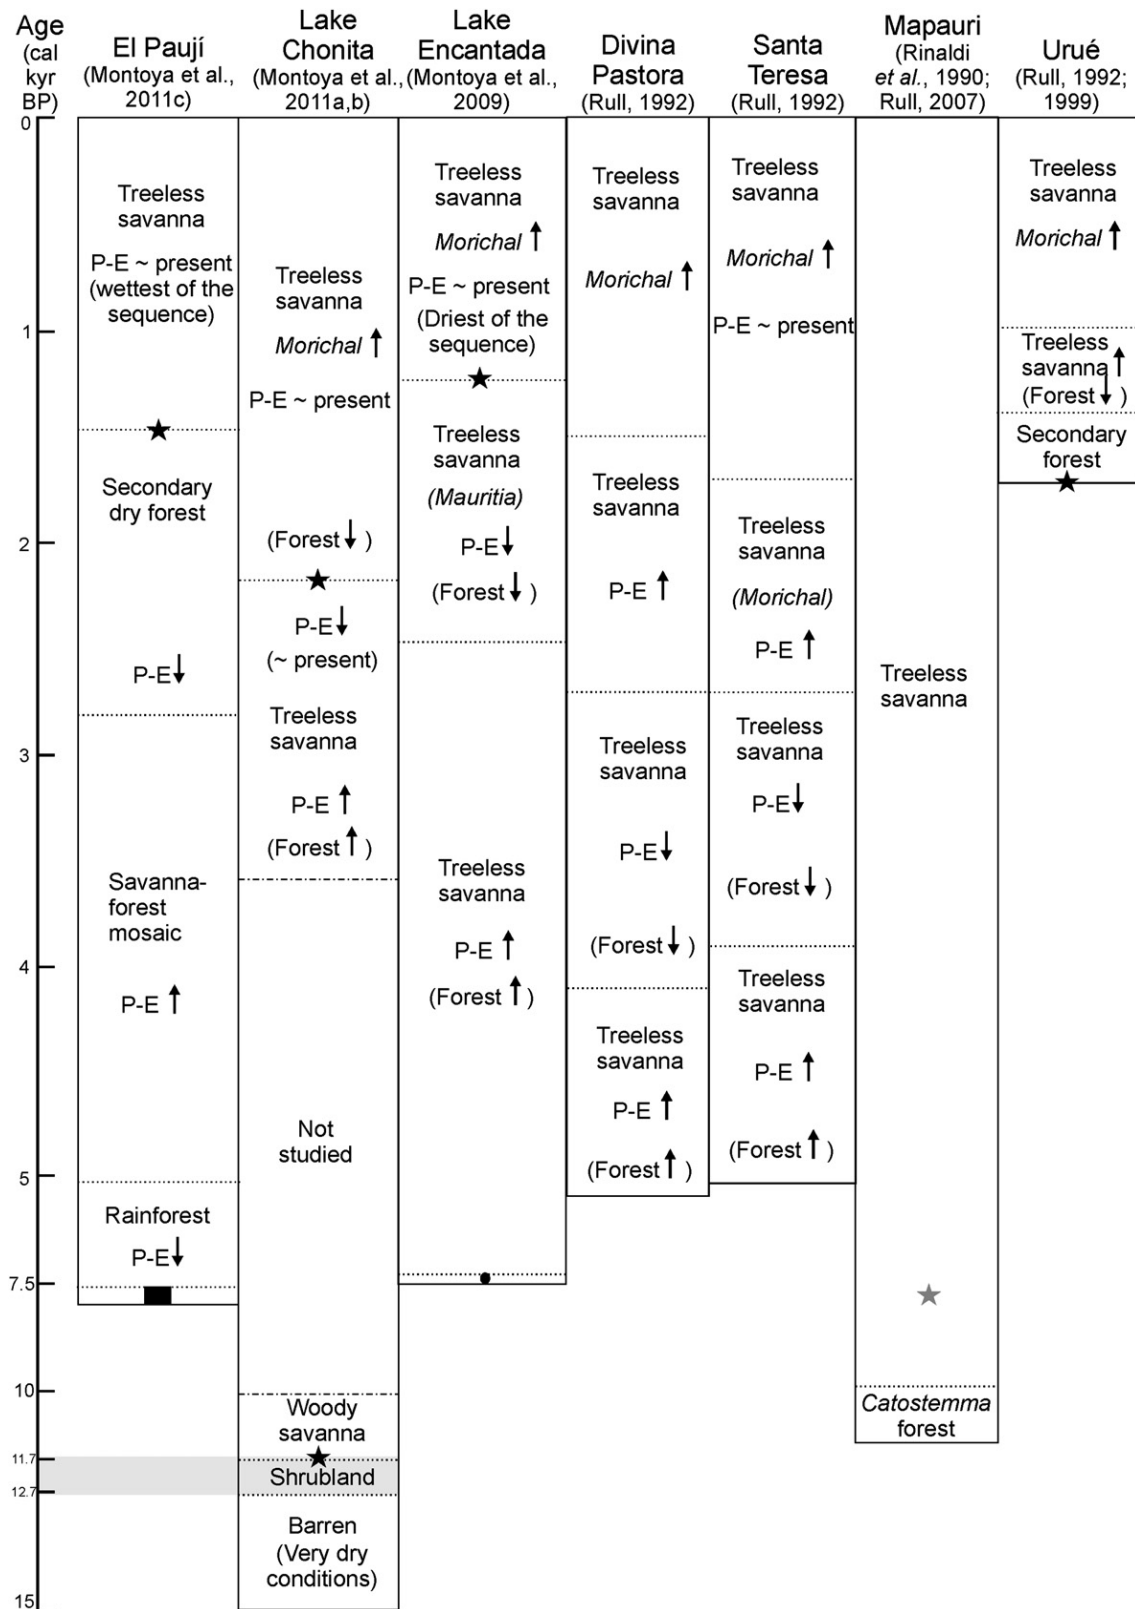 Age
(cal
kyr
BP)
El Paují
(Montoya et al.,
2011c)
Lake
Chonita
(Montoya et al.,
2011a,b)
Lake
Encantada
(Montoya et al.,
2009)
Divina
Pastora
(Rull, 1992)
Santa
Teresa
(Rull, 1992)
Mapauri
(Rinaldi
et al., 1990;
Rull, 2007)
Urué
(Rull, 1992;
1999)
0
1
2
3
4
5
7.5
10
11.7
12.7
15
Treeless
savanna
P-E ~ present
(wettest of the
sequence)
Secondary
dry forest
P-E ↓
Savanna-
forest
mosaic
P-E ↑
Rainforest
P-E ↓
Treeless
savanna
Morichal ↑
P-E ~ present
(Forest ↓ )
P-E ↓
(~ present)
Treeless
savanna
P-E ↑
(Forest ↑ )
Not
studied
Woody
savanna
Shrubland
Barren
(Very dry
conditions)
Treeless
savanna
Morichal ↑
P-E ~ present
(Driest of the
sequence)
Treeless
savanna
(Mauritia)
P-E ↓
(Forest ↓ )
Treeless
savanna
P-E ↑
(Forest ↑ )
Treeless
savanna
Morichal ↑
Treeless
savanna
P-E ↑
Treeless
savanna
P-E ↓
(Forest ↓ )
Treeless
savanna
P-E ↑
(Forest ↑ )
Treeless
savanna
Morichal ↑
P-E ~ present
Treeless
savanna
(Morichal)
P-E ↑
Treeless
savanna
P-E ↓
(Forest ↓ )
Treeless
savanna
P-E ↑
(Forest ↑ )
Treeless
savanna
Catostemma
forest
Treeless
savanna
Morichal ↑
Treeless
savanna ↑
(Forest ↓ )
Secondary
forest